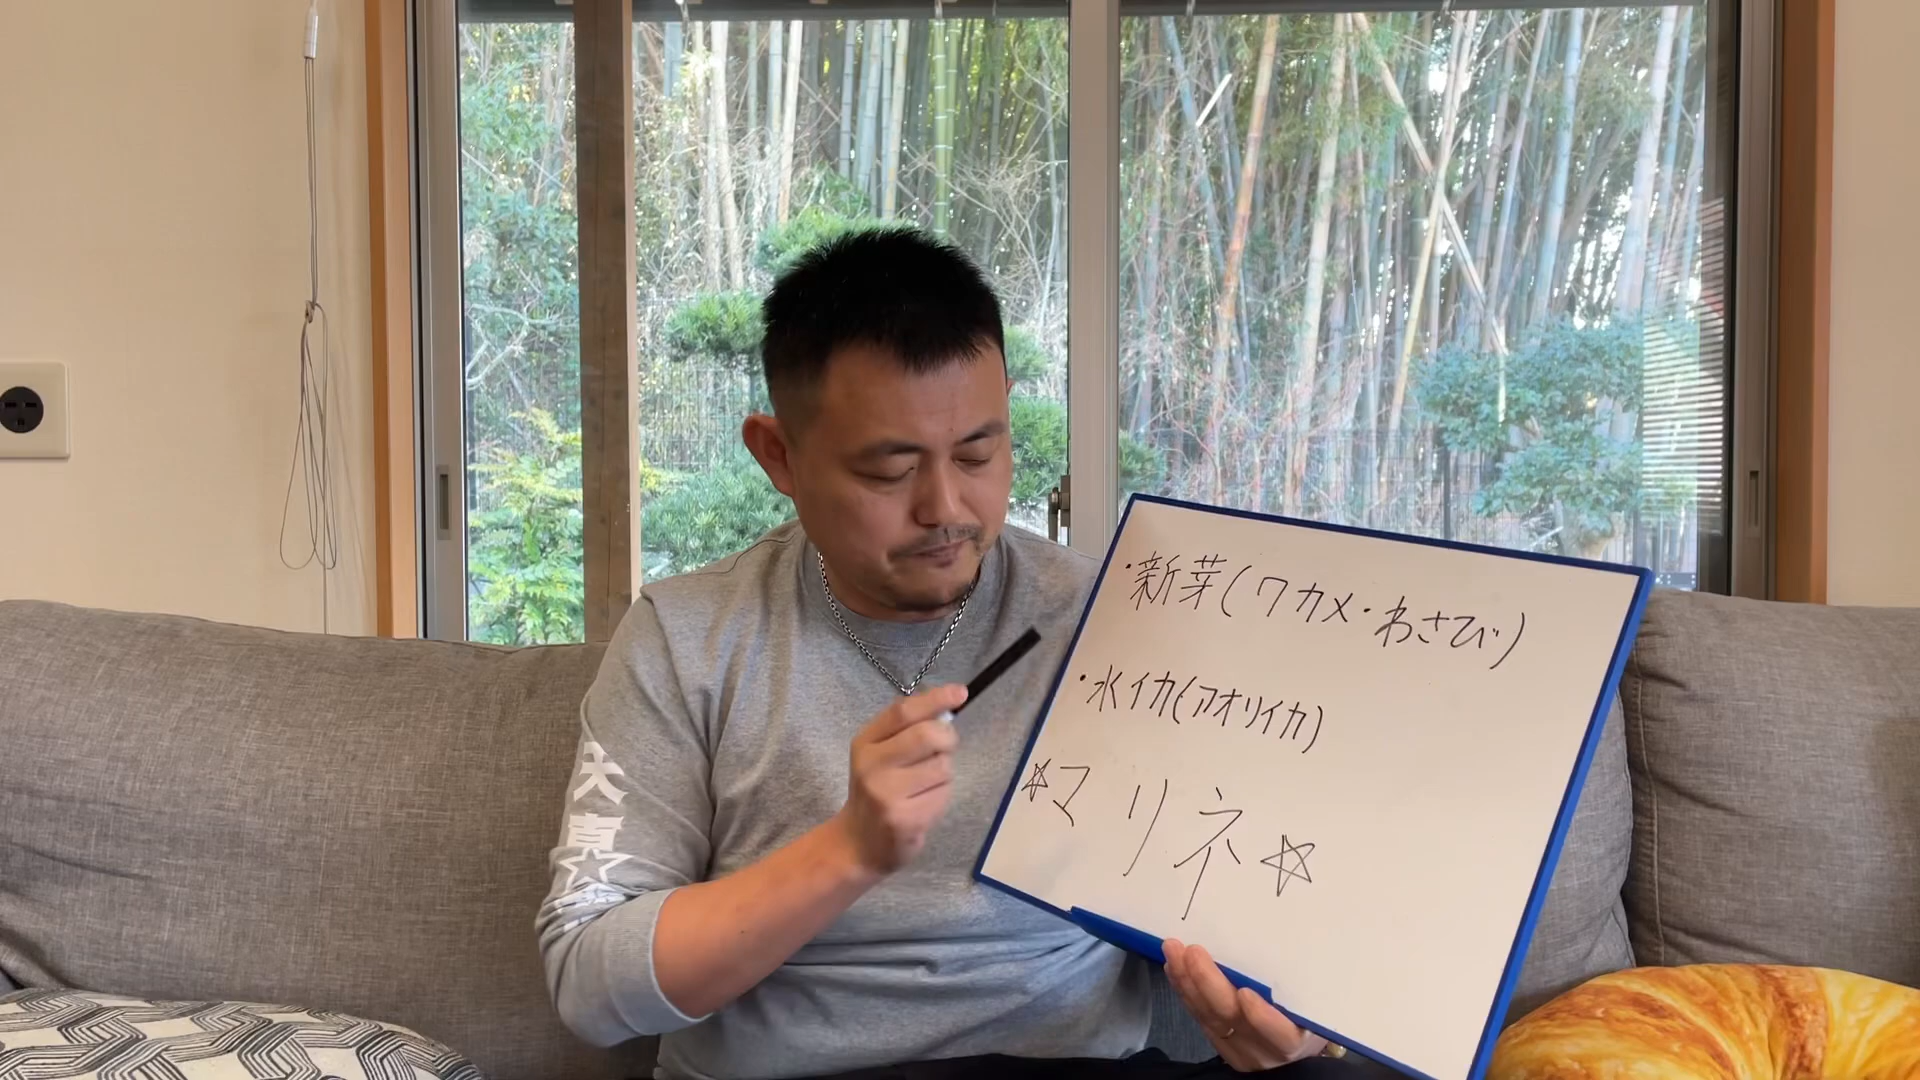 ・新芽(ワカメ・わさび)
・水イカ(アオリイカ)
☆マリネ☆